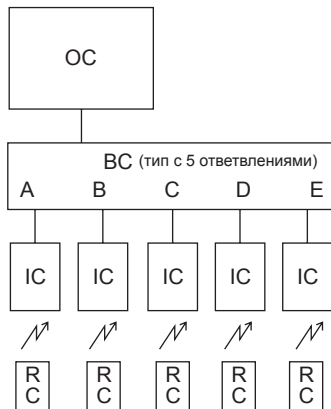 OC
BC (тип с 5 ответвлениями)
A B C D E
IC IC IC IC IC
R R R R R
C C C C C